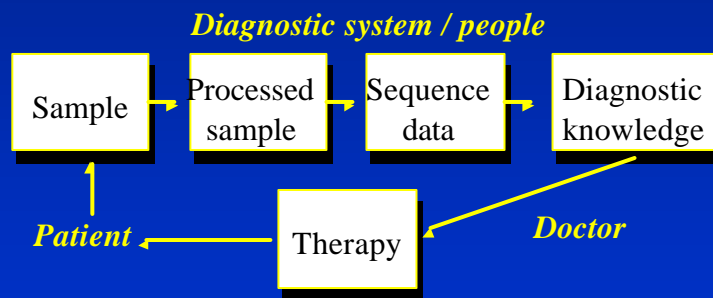 Diagnostic system / people
Sample
Processed
sample
Sequence
data
Diagnostic
knowledge
Patient
Therapy
Doctor